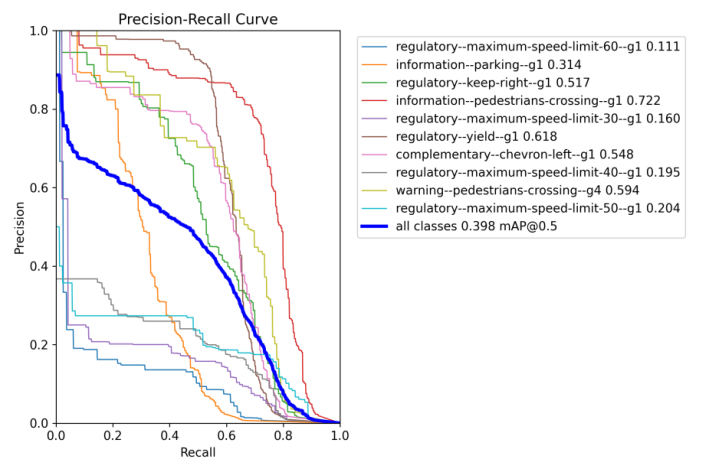 Precision-Recall Curve
1.0
0.8
0.6
0.4
0.2
0.0
Precision
0.0 0.2 0.4 0.6 0.8 1.0
Recall
regulatory--maximum-speed-limit-60--g1 0.111
information--parking--g1 0.314
regulatory--keep-right--g1 0.517
information--pedestrians-crossing--g1 0.722
regulatory--maximum-speed-limit-30--g1 0.160
regulatory--yield--g1 0.618
complementary--chevron-left--g1 0.548
regulatory--maximum-speed-limit-40--g1 0.195
warning--pedestrians-crossing--g4 0.594
regulatory--maximum-speed-limit-50--g1 0.204
all classes 0.398 mAP@0.5